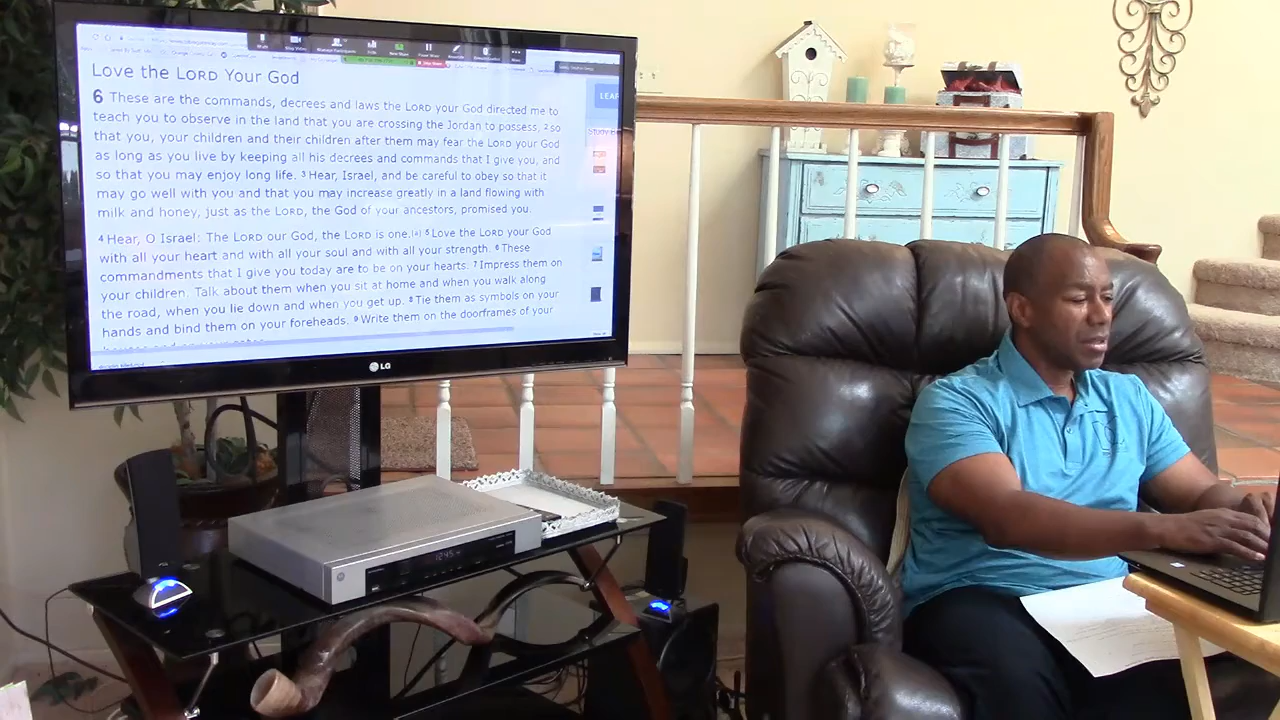 Love the LORD Your God
6 These are the commands, decrees and laws the LORD your God directed me to
teach you to observe in the land that you are crossing the Jordan to possess, 2 so
that you, your children and their children after them may fear the LORD your God
as long as you live by keeping all his decrees and commands that I give you, and
so that you may enjoy long life. 3 Hear, Israel, and be careful to obey so that it
may go well with you and that you may increase greatly in a land flowing with
milk and honey, just as the LORD, the God of your ancestors, promised you.
4 Hear, O Israel: The LORD our God, the LORD is one.[a] 5 Love the LORD your God
with all your heart and with all your soul and with all your strength. 6 These
commandments that I give you today are to be on your hearts. 7 Impress them on
your children. Talk about them when you sit at home and when you walk along
the road, when you lie down and when you get up. 8 Tie them as symbols on your
hands and bind them on your foreheads. 9 Write them on the doorframes of your
LEAR
LG